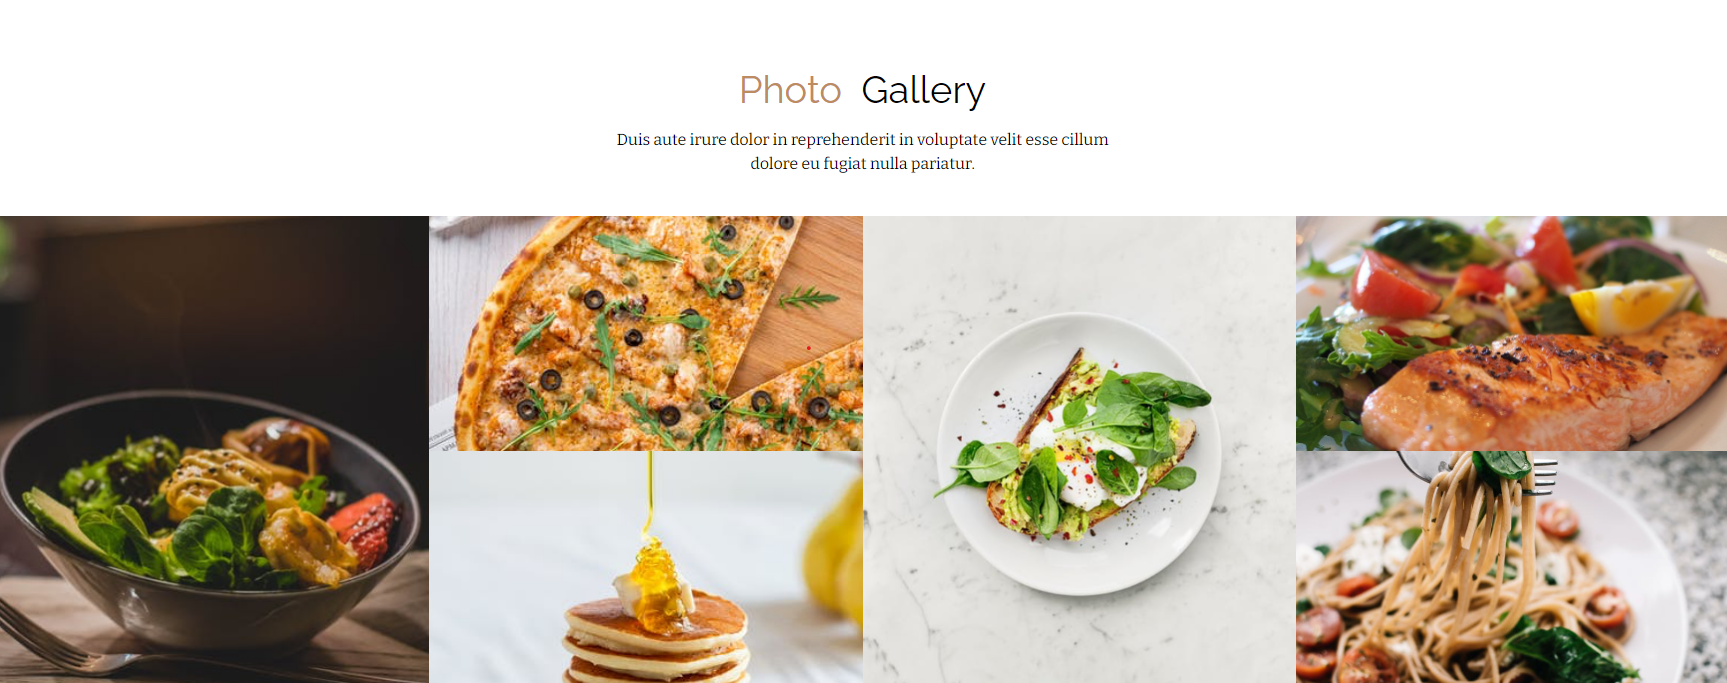 Photo Gallery
Duis aute irure dolor in reprehenderit in voluptate velit esse cillum
dolore eu fugiat nulla pariatur.